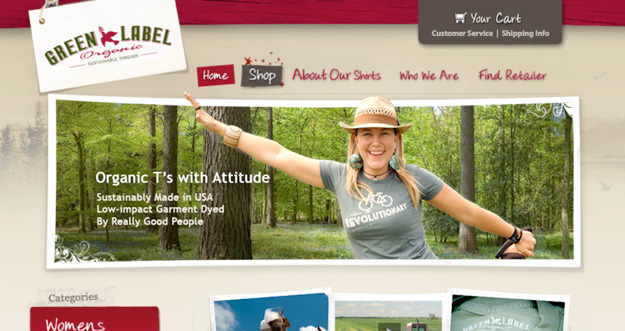 GREEN LABEL
Organic
SUSTAINABLE THREADS
Your Cart
Customer Service | Shipping Info
Home
Shop
About Our Shirts
Who We Are
Find Retailer
Organic T's with Attitude
Sustainably Made in USA
Low-impact Garment Dyed
By Really Good People
REVOLUTIONARY
Categories
Womens
GREEN LABEL